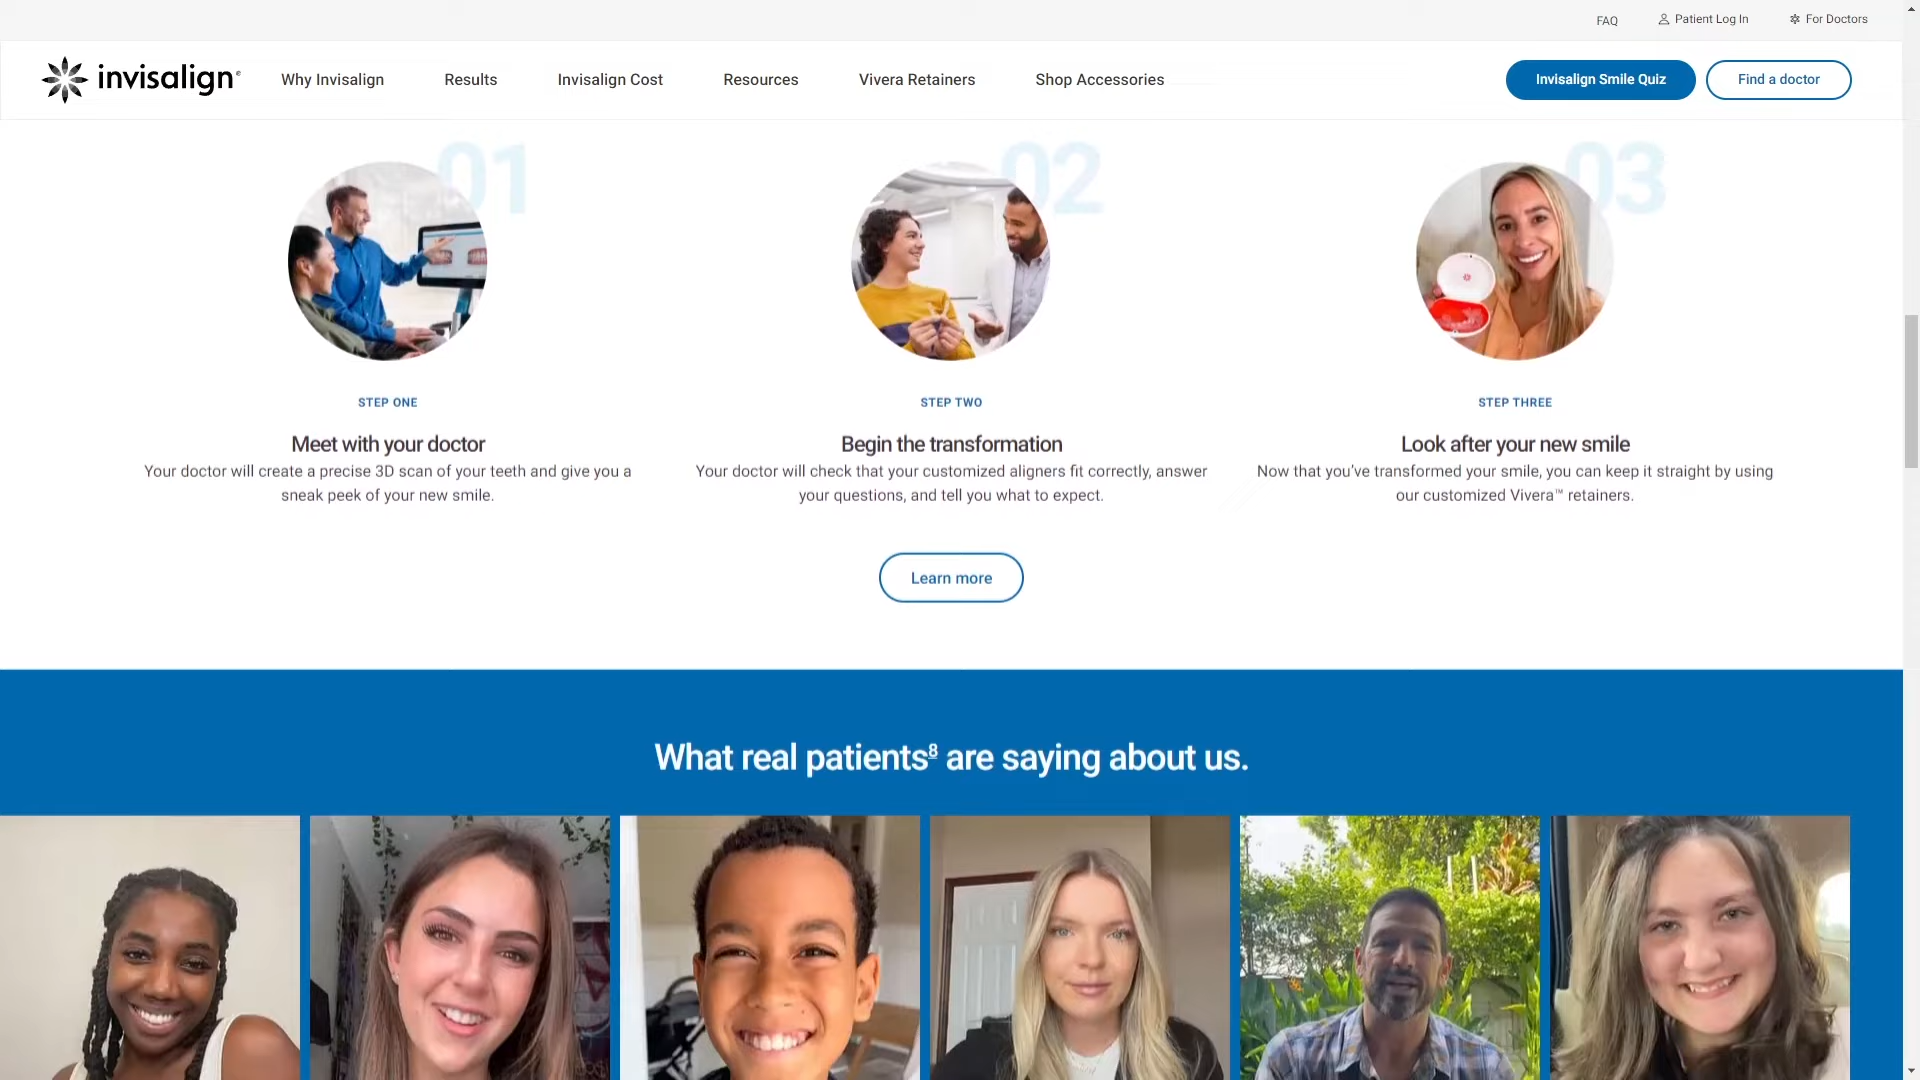 FAQ
Patient Log In
For Doctors
invisalign®
Why Invisalign
Results
Invisalign Cost
Resources
Vivera Retainers
Shop Accessories
Invisalign Smile Quiz
Find a doctor
01
02
03
STEP ONE
Meet with your doctor
Your doctor will create a precise 3D scan of your teeth and give you a
sneak peek of your new smile.
STEP TWO
Begin the transformation
Your doctor will check that your customized aligners fit correctly, answer
your questions, and tell you what to expect.
STEP THREE
Look after your new smile
Now that you’ve transformed your smile, you can keep it straight by using
our customized Vivera™ retainers.
Learn more
What real patients⁸ are saying about us.